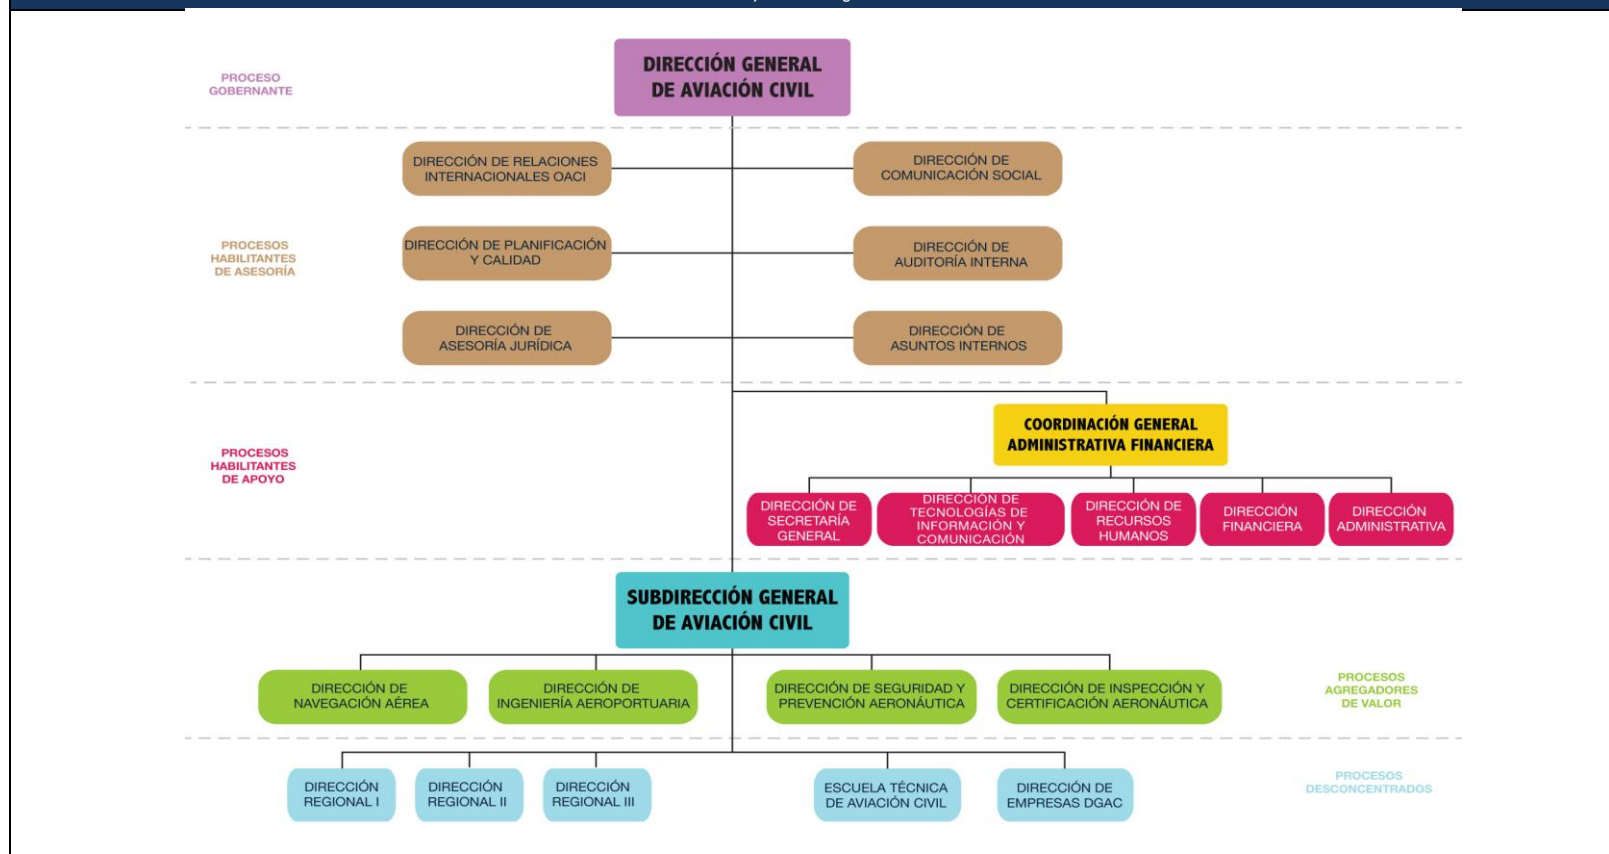 DIRECCIÓN GENERAL
DE AVIACIÓN CIVIL
PROCESO
GOBERNANTE
DIRECCIÓN DE RELACIONES
INTERNACIONALES OACI
DIRECCIÓN DE
COMUNICACIÓN SOCIAL
PROCESOS
HABILITANTES
DE ASESORÍA
DIRECCIÓN DE PLANIFICACIÓN
Y CALIDAD
DIRECCIÓN DE
AUDITORÍA INTERNA
DIRECCIÓN DE
ASESORÍA JURÍDICA
DIRECCIÓN DE
ASUNTOS INTERNOS
COORDINACIÓN GENERAL
ADMINISTRATIVA FINANCIERA
PROCESOS
HABILITANTES
DE APOYO
DIRECCIÓN DE
SECRETARÍA
GENERAL
DIRECCIÓN DE
TECNOLOGÍAS DE
INFORMACIÓN Y
COMUNICACIÓN
DIRECCIÓN DE
RECURSOS
HUMANOS
DIRECCIÓN
FINANCIERA
DIRECCIÓN
ADMINISTRATIVA
SUBDIRECCIÓN GENERAL
DE AVIACIÓN CIVIL
DIRECCIÓN DE
NAVEGACIÓN AÉREA
DIRECCIÓN DE
INGENIERÍA AEROPORTUARIA
DIRECCIÓN DE SEGURIDAD Y
PREVENCIÓN AERONÁUTICA
DIRECCIÓN DE INSPECCIÓN Y
CERTIFICACIÓN AERONÁUTICA
PROCESOS
AGREGADORES
DE VALOR
DIRECCIÓN
REGIONAL I
DIRECCIÓN
REGIONAL II
DIRECCIÓN
REGIONAL III
ESCUELA TÉCNICA
DE AVIACIÓN CIVIL
DIRECCIÓN DE
EMPRESAS DGAC
PROCESOS
DESCONCENTRADOS